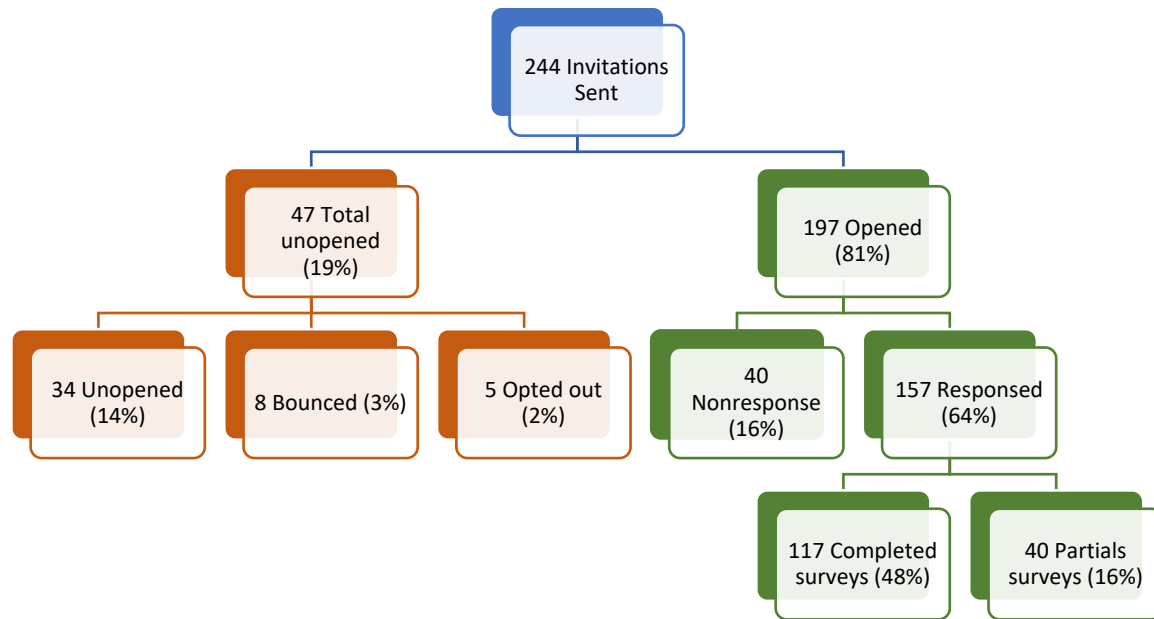 244 Invitations
Sent
47 Total
unopened
(19%)
197 Opened
(81%)
34 Unopened
(14%)
8 Bounced (3%)
5 Opted out
(2%)
40
Nonresponse
(16%)
157 Responsed
(64%)
117 Completed
surveys (48%)
40 Partials
surveys (16%)